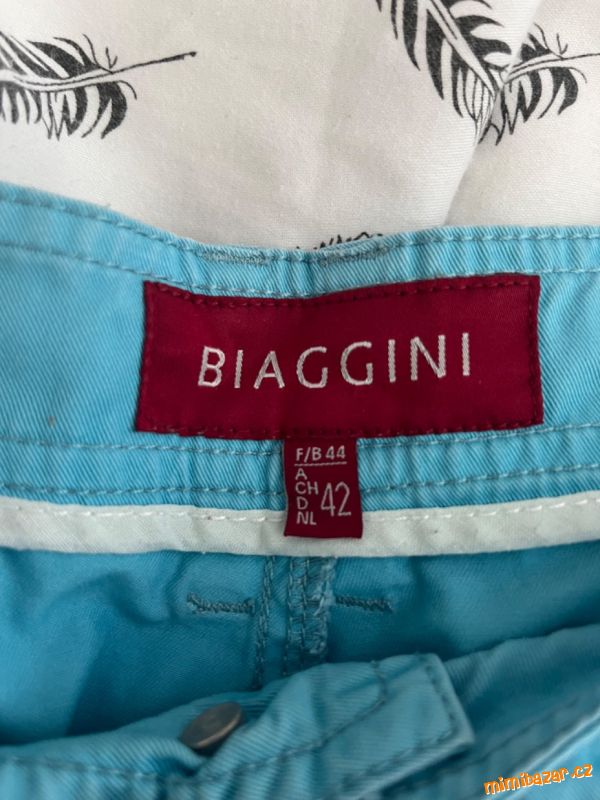 BIAGGINI
F/B 44
A
CH
D
NL
42
mimibazar.cz